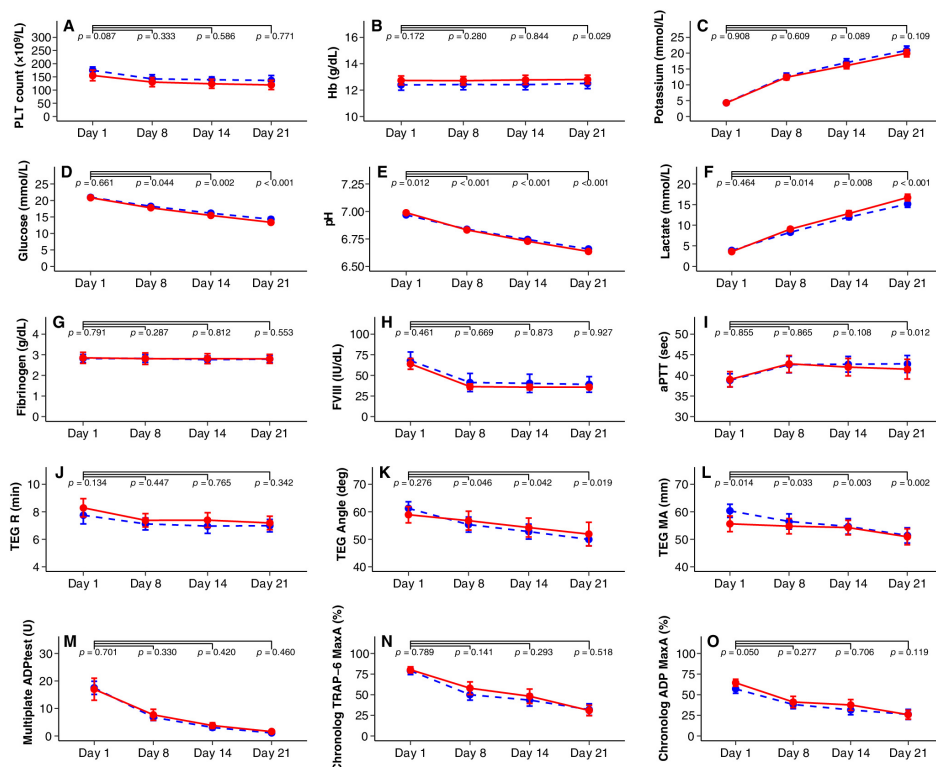 A
PLT count (×10⁹/L)
300
250
200
150
100
50
0
p = 0.087 p = 0.333 p = 0.586 p = 0.771
Day 1 Day 8 Day 14 Day 21
B
Hb (g/dL)
16
14
12
10
p = 0.172 p = 0.280 p = 0.844 p = 0.029
Day 1 Day 8 Day 14 Day 21
C
Potassium (mmol/L)
25
20
15
10
5
0
p = 0.908 p = 0.609 p = 0.089 p = 0.109
Day 1 Day 8 Day 14 Day 21
D
Glucose (mmol/L)
25
20
15
10
5
0
p = 0.661 p = 0.044 p = 0.002 p < 0.001
Day 1 Day 8 Day 14 Day 21
E
pH
7.25
7.00
6.75
6.50
p = 0.012 p < 0.001 p < 0.001 p < 0.001
Day 1 Day 8 Day 14 Day 21
F
Lactate (mmol/L)
20
15
10
5
0
p = 0.464 p = 0.014 p = 0.008 p < 0.001
Day 1 Day 8 Day 14 Day 21
G
Fibrinogen (g/dL)
4
3
2
1
0
p = 0.791 p = 0.287 p = 0.812 p = 0.553
Day 1 Day 8 Day 14 Day 21
H
FVIII (IU/dL)
100
75
50
25
0
p = 0.461 p = 0.669 p = 0.873 p = 0.927
Day 1 Day 8 Day 14 Day 21
I
aPTT (sec)
50
45
40
35
30
p = 0.855 p = 0.865 p = 0.108 p = 0.012
Day 1 Day 8 Day 14 Day 21
J
TEG R (min)
10
8
6
4
p = 0.134 p = 0.447 p = 0.765 p = 0.342
Day 1 Day 8 Day 14 Day 21
K
TEG Angle (deg)
70
60
50
40
p = 0.276 p = 0.046 p = 0.042 p = 0.019
Day 1 Day 8 Day 14 Day 21
L
TEG MA (mm)
70
60
50
40
p = 0.014 p = 0.033 p = 0.003 p = 0.002
Day 1 Day 8 Day 14 Day 21
M
Multiplate ADPtest (U)
30
20
10
0
p = 0.701 p = 0.330 p = 0.420 p = 0.460
Day 1 Day 8 Day 14 Day 21
N
Chronolog TRAP−6 MaxA (%)
100
75
50
25
0
p = 0.789 p = 0.141 p = 0.293 p = 0.518
Day 1 Day 8 Day 14 Day 21
O
Chronolog ADP MaxA (%)
100
75
50
25
0
p = 0.050 p = 0.277 p = 0.706 p = 0.119
Day 1 Day 8 Day 14 Day 21